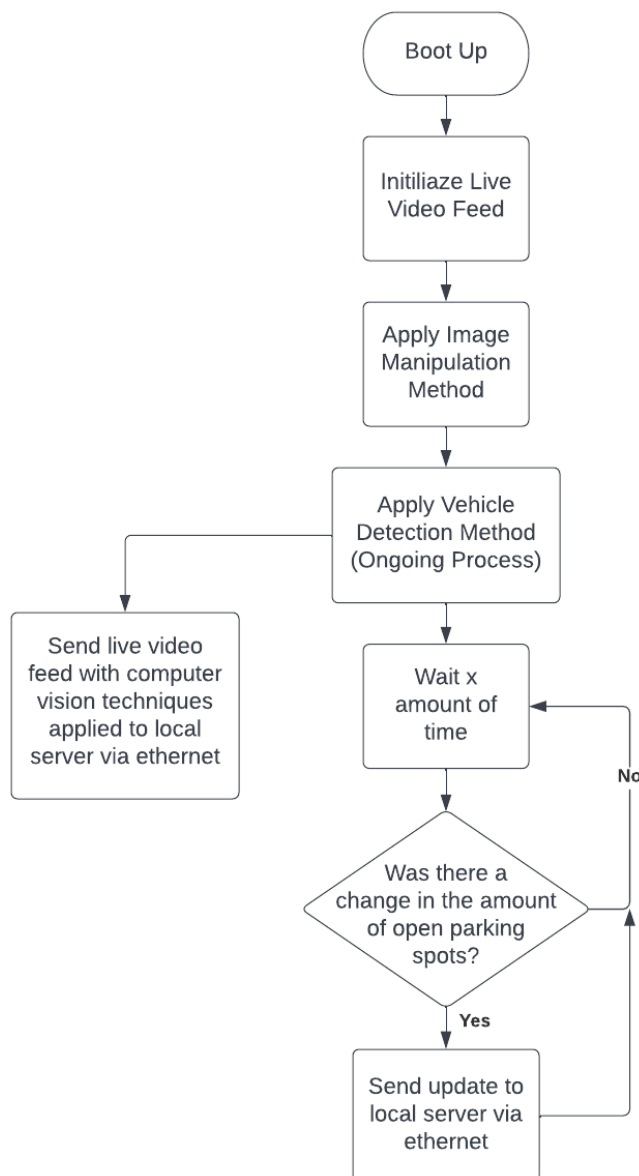 Boot Up
Initiliaze Live
Video Feed
Apply Image
Manipulation
Method
Apply Vehicle
Detection Method
(Ongoing Process)
Send live video
feed with computer
vision techniques
applied to local
server via ethernet
Wait x
amount of
time
No
Was there a
change in the amount
of open parking
spots?
Yes
Send update to
local server via
ethernet